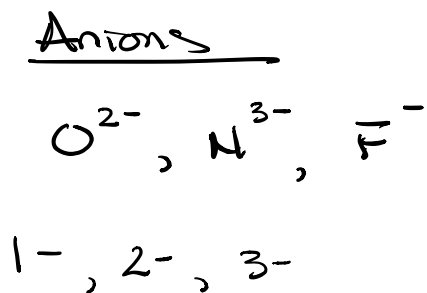 Anions
O²⁻, N³⁻, F⁻
1-, 2-, 3-